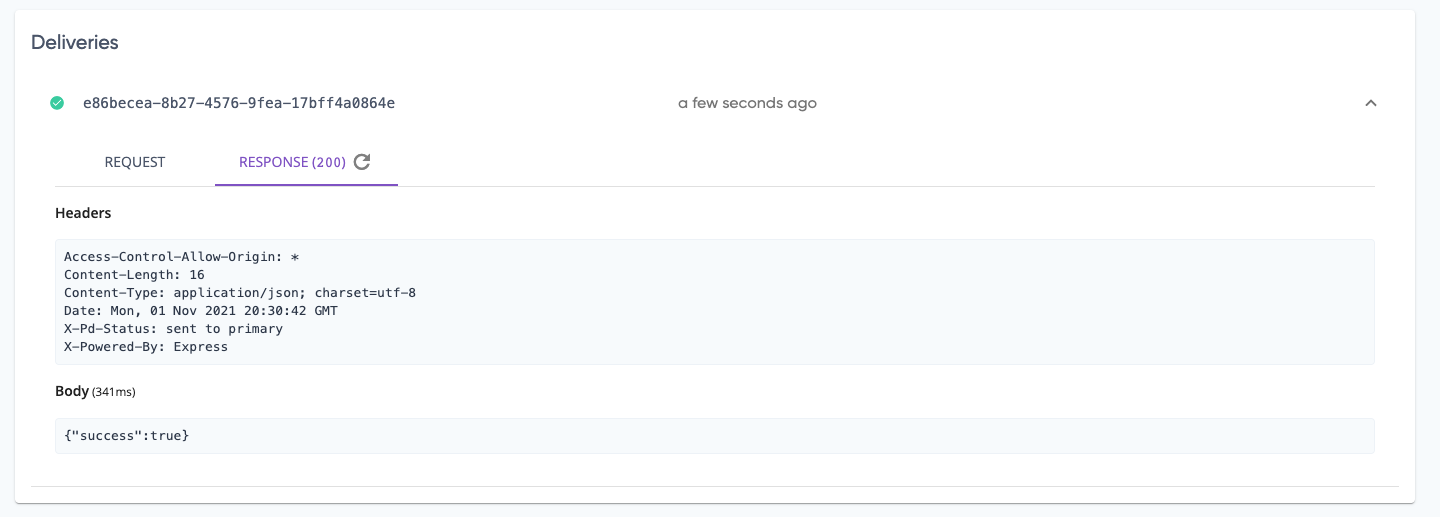 Deliveries
e86becea-8b27-4576-9fea-17bff4a0864e a few seconds ago
REQUEST RESPONSE (200)
Headers
Access-Control-Allow-Origin: *
Content-Length: 16
Content-Type: application/json; charset=utf-8
Date: Mon, 01 Nov 2021 20:30:42 GMT
X-Pd-Status: sent to primary
X-Powered-By: Express
Body (341ms)
{"success":true}